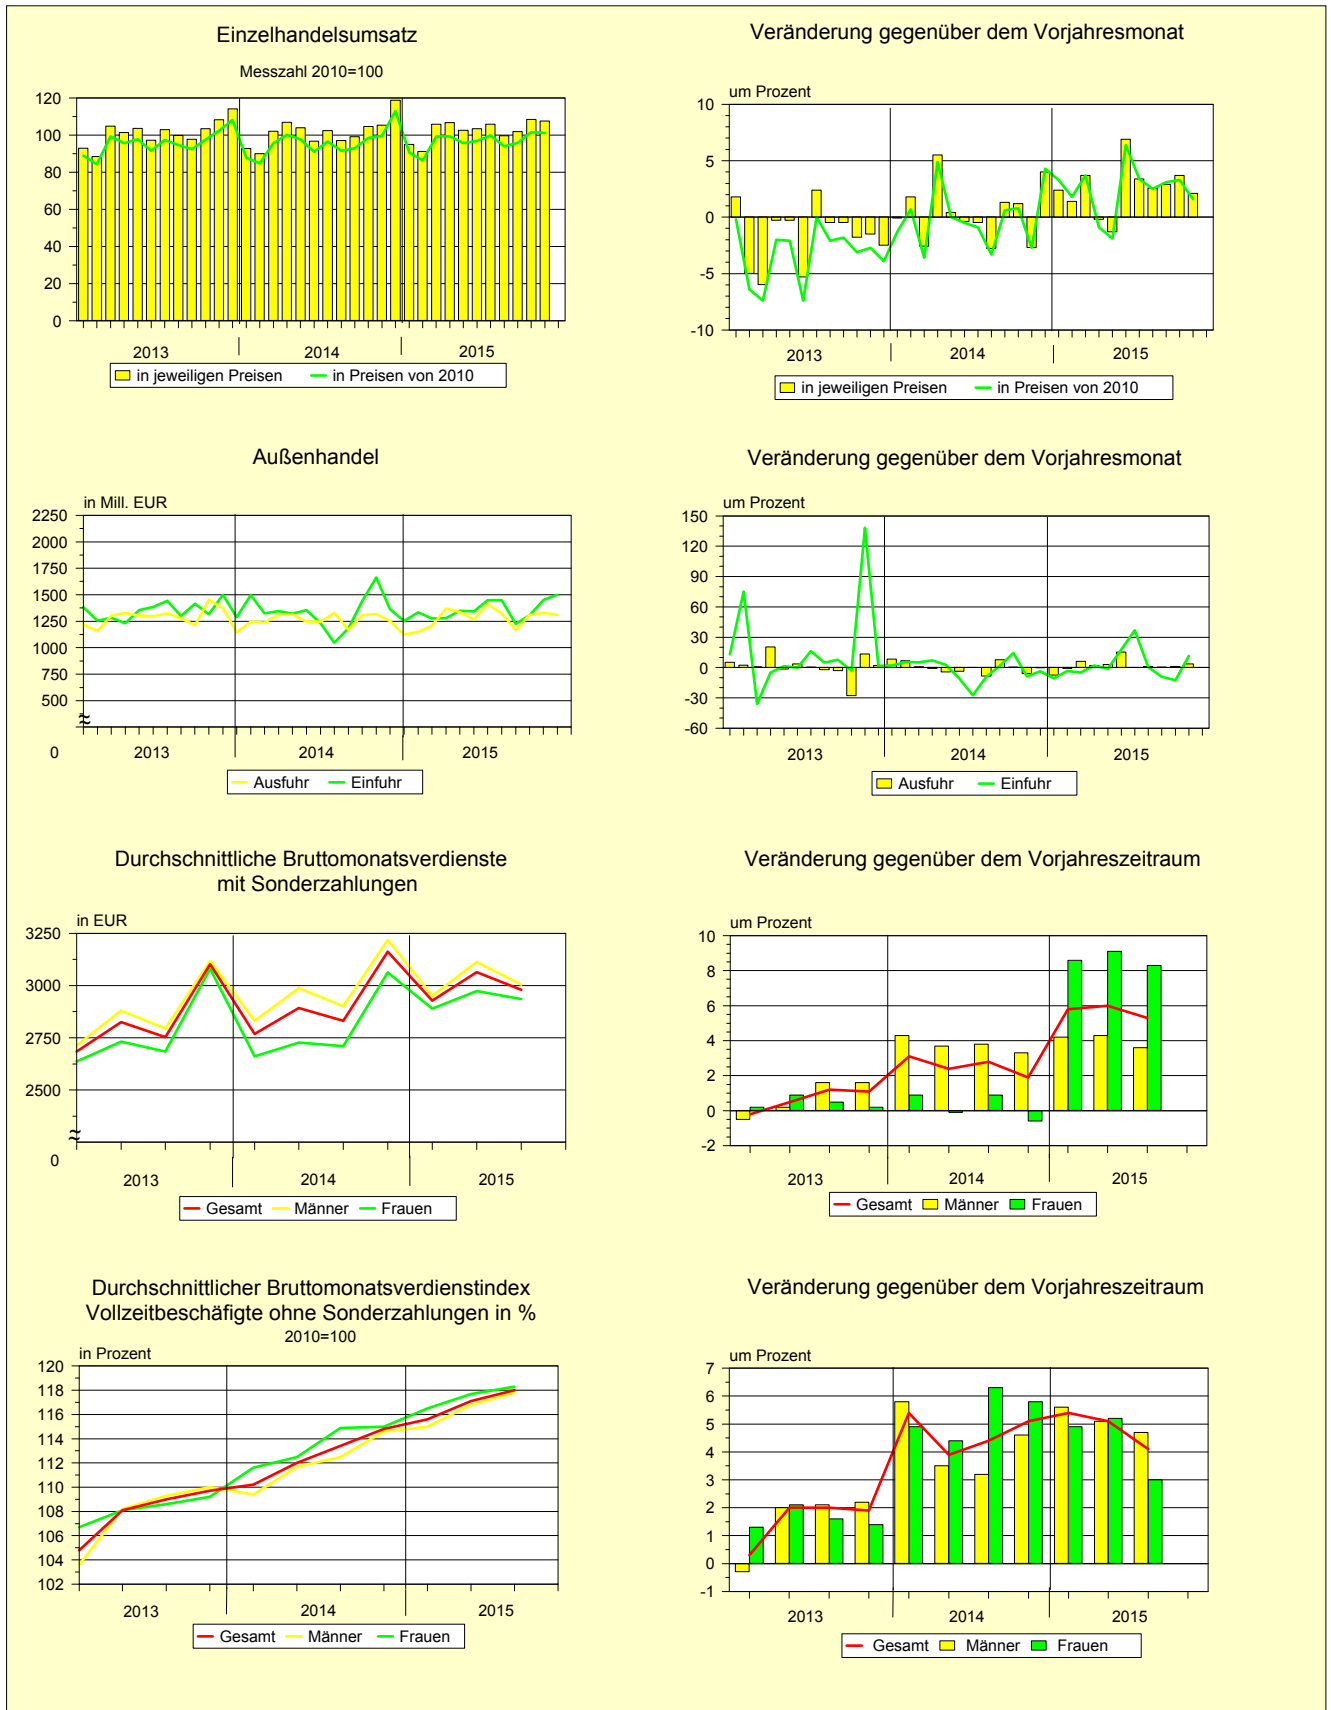 Einzelhandelsumsatz
Messzahl 2010=100
120
100
80
60
40
20
0
2013
2014
2015
in jeweiligen Preisen
in Preisen von 2010
Veränderung gegenüber dem Vorjahresmonat
um Prozent
10
5
0
-5
-10
2013
2014
2015
in jeweiligen Preisen
in Preisen von 2010
Außenhandel
in Mill. EUR
2250
2000
1750
1500
1250
1000
750
500
≈
0
2013
2014
2015
Ausfuhr
Einfuhr
Veränderung gegenüber dem Vorjahresmonat
um Prozent
150
120
90
60
30
0
-30
-60
2013
2014
2015
Ausfuhr
Einfuhr
Durchschnittliche Bruttomonatsverdienste
mit Sonderzahlungen
in EUR
3250
3000
2750
2500
≈
0
2013
2014
2015
Gesamt
Männer
Frauen
Veränderung gegenüber dem Vorjahreszeitraum
um Prozent
10
8
6
4
2
0
-2
2013
2014
2015
Gesamt
Männer
Frauen
Durchschnittlicher Bruttomonatsverdienstindex
Vollzeitbeschäfigte ohne Sonderzahlungen in %
2010=100
in Prozent
120
118
116
114
112
110
108
106
104
102
2013
2014
2015
Gesamt
Männer
Frauen
Veränderung gegenüber dem Vorjahreszeitraum
um Prozent
7
6
5
4
3
2
1
0
-1
2013
2014
2015
Gesamt
Männer
Frauen